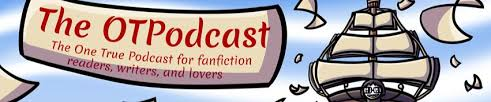 The OTPodcast
The One True Podcast for fanfiction
readers, writers, and lovers